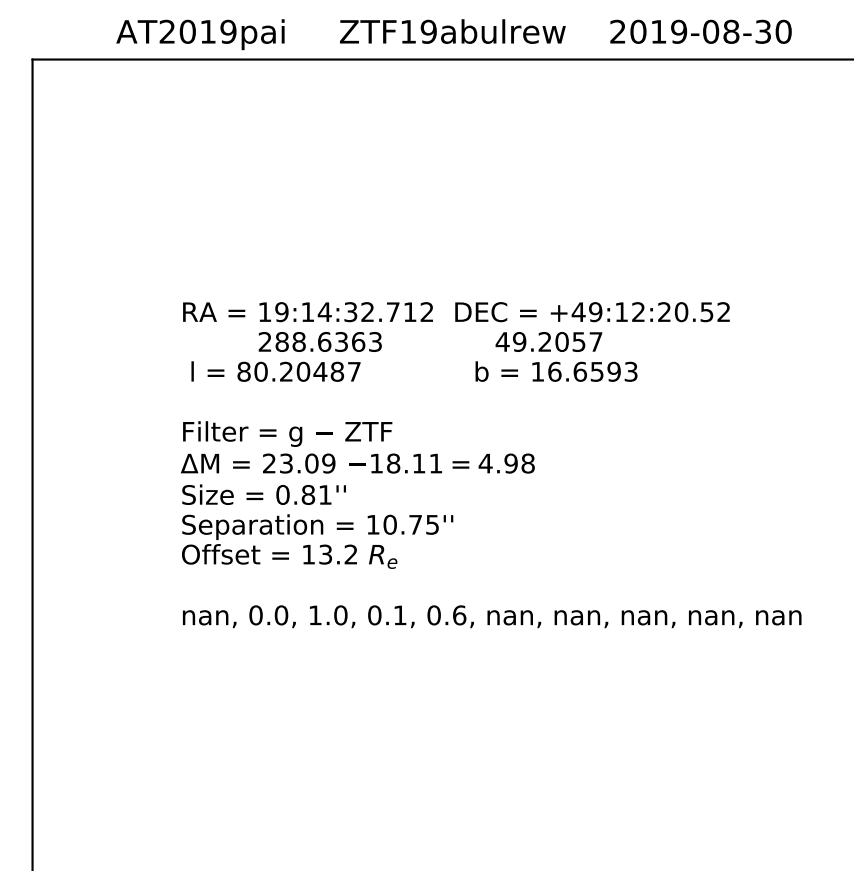 AT2019pai ZTF19abulrew 2019-08-30
RA = 19:14:32.712 DEC = +49:12:20.52
288.6363 49.2057
l = 80.20487 b = 16.6593
Filter = g − ZTF
ΔM = 23.09 −18.11 = 4.98
Size = 0.81''
Separation = 10.75''
Offset = 13.2 Re
nan, 0.0, 1.0, 0.1, 0.6, nan, nan, nan, nan, nan